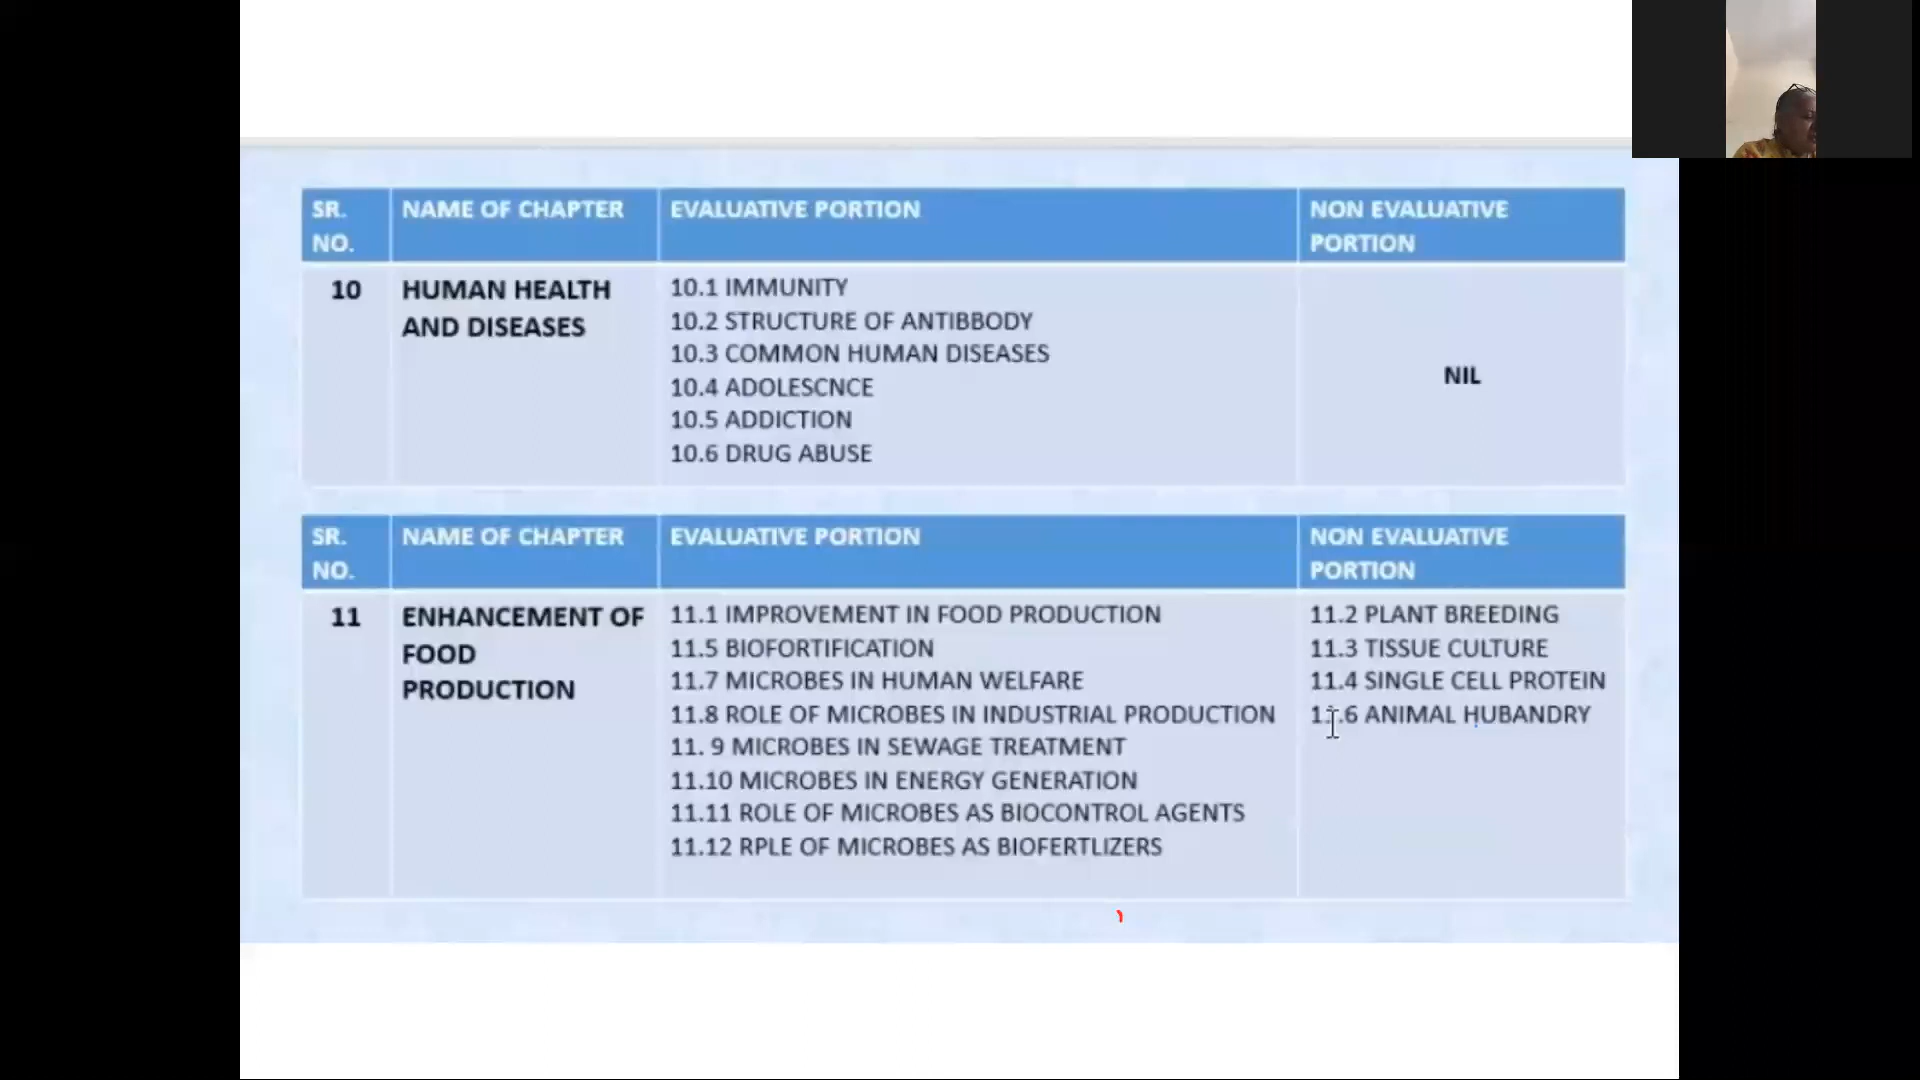 SR.
NO.
NAME OF CHAPTER
EVALUATIVE PORTION
NON EVALUATIVE
PORTION
10
HUMAN HEALTH
AND DISEASES
10.1 IMMUNITY
10.2 STRUCTURE OF ANTIBBODY
10.3 COMMON HUMAN DISEASES
10.4 ADOLESCNCE
10.5 ADDICTION
10.6 DRUG ABUSE
NIL
SR.
NO.
NAME OF CHAPTER
EVALUATIVE PORTION
NON EVALUATIVE
PORTION
11
ENHANCEMENT OF
FOOD
PRODUCTION
11.1 IMPROVEMENT IN FOOD PRODUCTION
11.5 BIOFORTIFICATION
11.7 MICROBES IN HUMAN WELFARE
11.8 ROLE OF MICROBES IN INDUSTRIAL PRODUCTION
11. 9 MICROBES IN SEWAGE TREATMENT
11.10 MICROBES IN ENERGY GENERATION
11.11 ROLE OF MICROBES AS BIOCONTROL AGENTS
11.12 RPLE OF MICROBES AS BIOFERTLIZERS
11.2 PLANT BREEDING
11.3 TISSUE CULTURE
11.4 SINGLE CELL PROTEIN
11.6 ANIMAL HUBANDRY